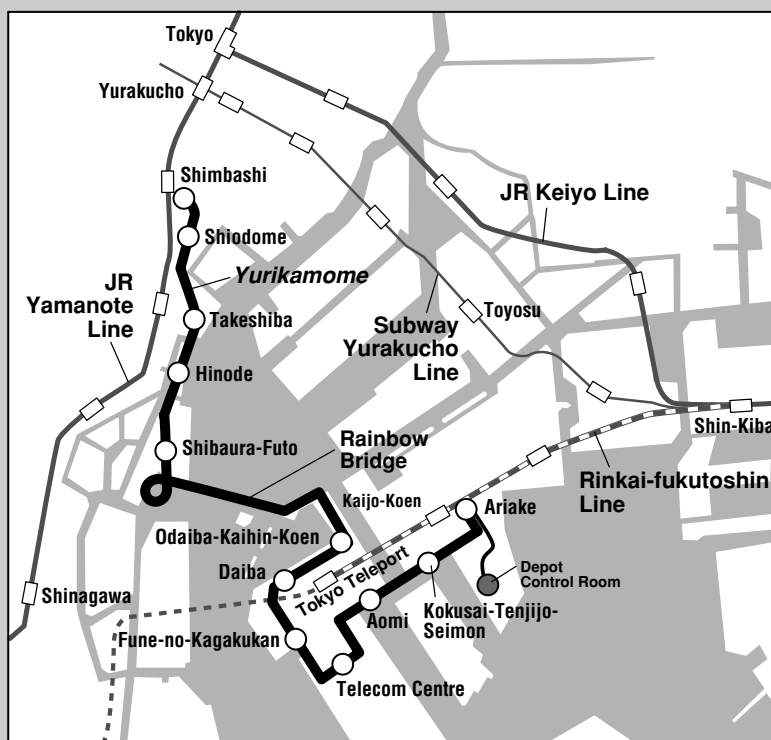 Tokyo
Yurakucho
Shimbashi
JR Keiyo Line
Shiodome
Yurikamome
JR
Yamanote
Line
Takeshiba
Toyosu
Subway
Yurakucho
Line
Hinode
Shin-Kiba
Shibaura-Futo
Rainbow
Bridge
Rinkai-fukutoshin
Line
Kaijo-Koen
Ariake
Odaiba-Kaihin-Koen
Tokyo Teleport
Daiba
Depot
Control Room
Shinagawa
Aomi
Kokusai-Tenjijo-
Seimon
Fune-no-Kagakukan
Telecom Centre